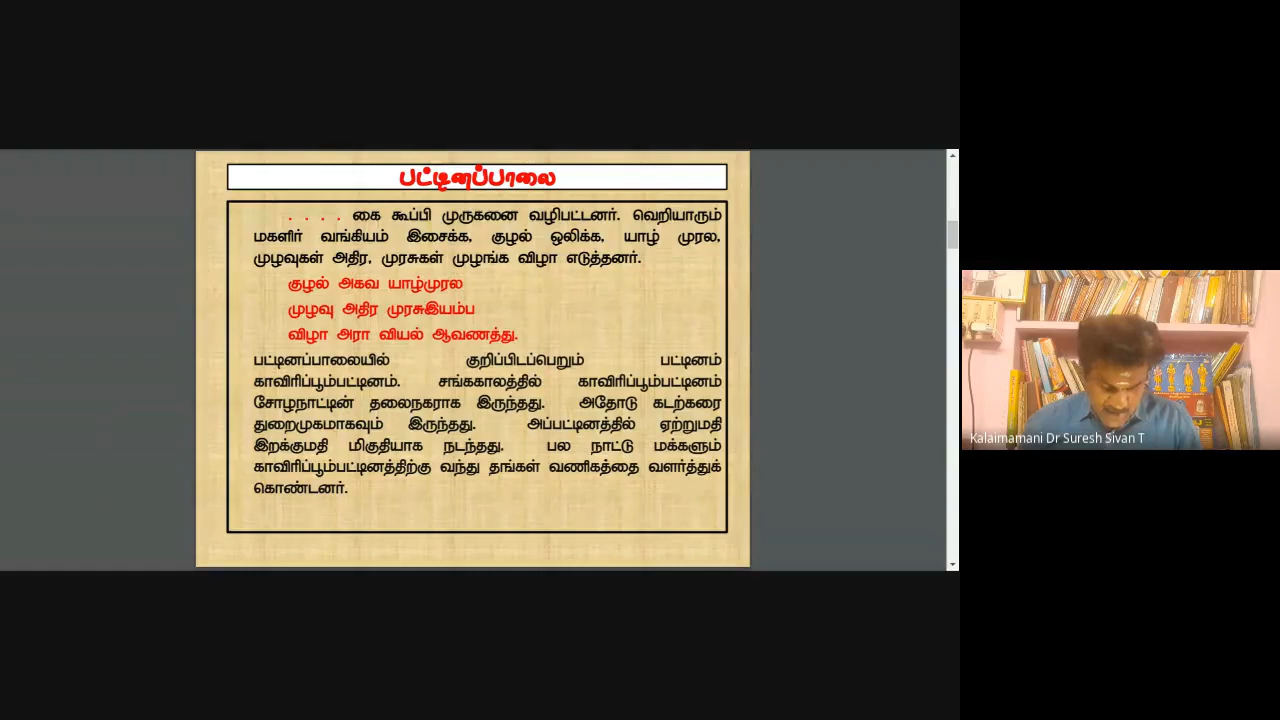 பட்டினப்பாலை
. . . . கை கூப்பி முருகனை வழிபட்டனர். வெறியாரும்
மகளிர் வங்கியம் இசைக்க, குழல் ஒலிக்க, யாழ் முரல,
முழவுகள் அதிர, முரசுகள் முழங்க விழா எடுத்தனர்.
குழல் அகவ யாழ்முரல
முழவு அதிர முரசுஇயம்ப
விழா அரா வியல் ஆவணத்து.
பட்டினப்பாலையில் குறிப்பிடப்பெறும் பட்டினம்
காவிரிப்பூம்பட்டினம். சங்ககாலத்தில் காவிரிப்பூம்பட்டினம்
சோழநாட்டின் தலைநகராக இருந்தது. அதோடு கடற்கரை
துறைமுகமாகவும் இருந்தது. அப்பட்டினத்தில் ஏற்றுமதி
இறக்குமதி மிகுதியாக நடந்தது. பல நாட்டு மக்களும்
காவிரிப்பூம்பட்டினத்திற்கு வந்து தங்கள் வணிகத்தை வளர்த்துக்
கொண்டனர்.
Kalaimamani Dr Suresh Sivan T